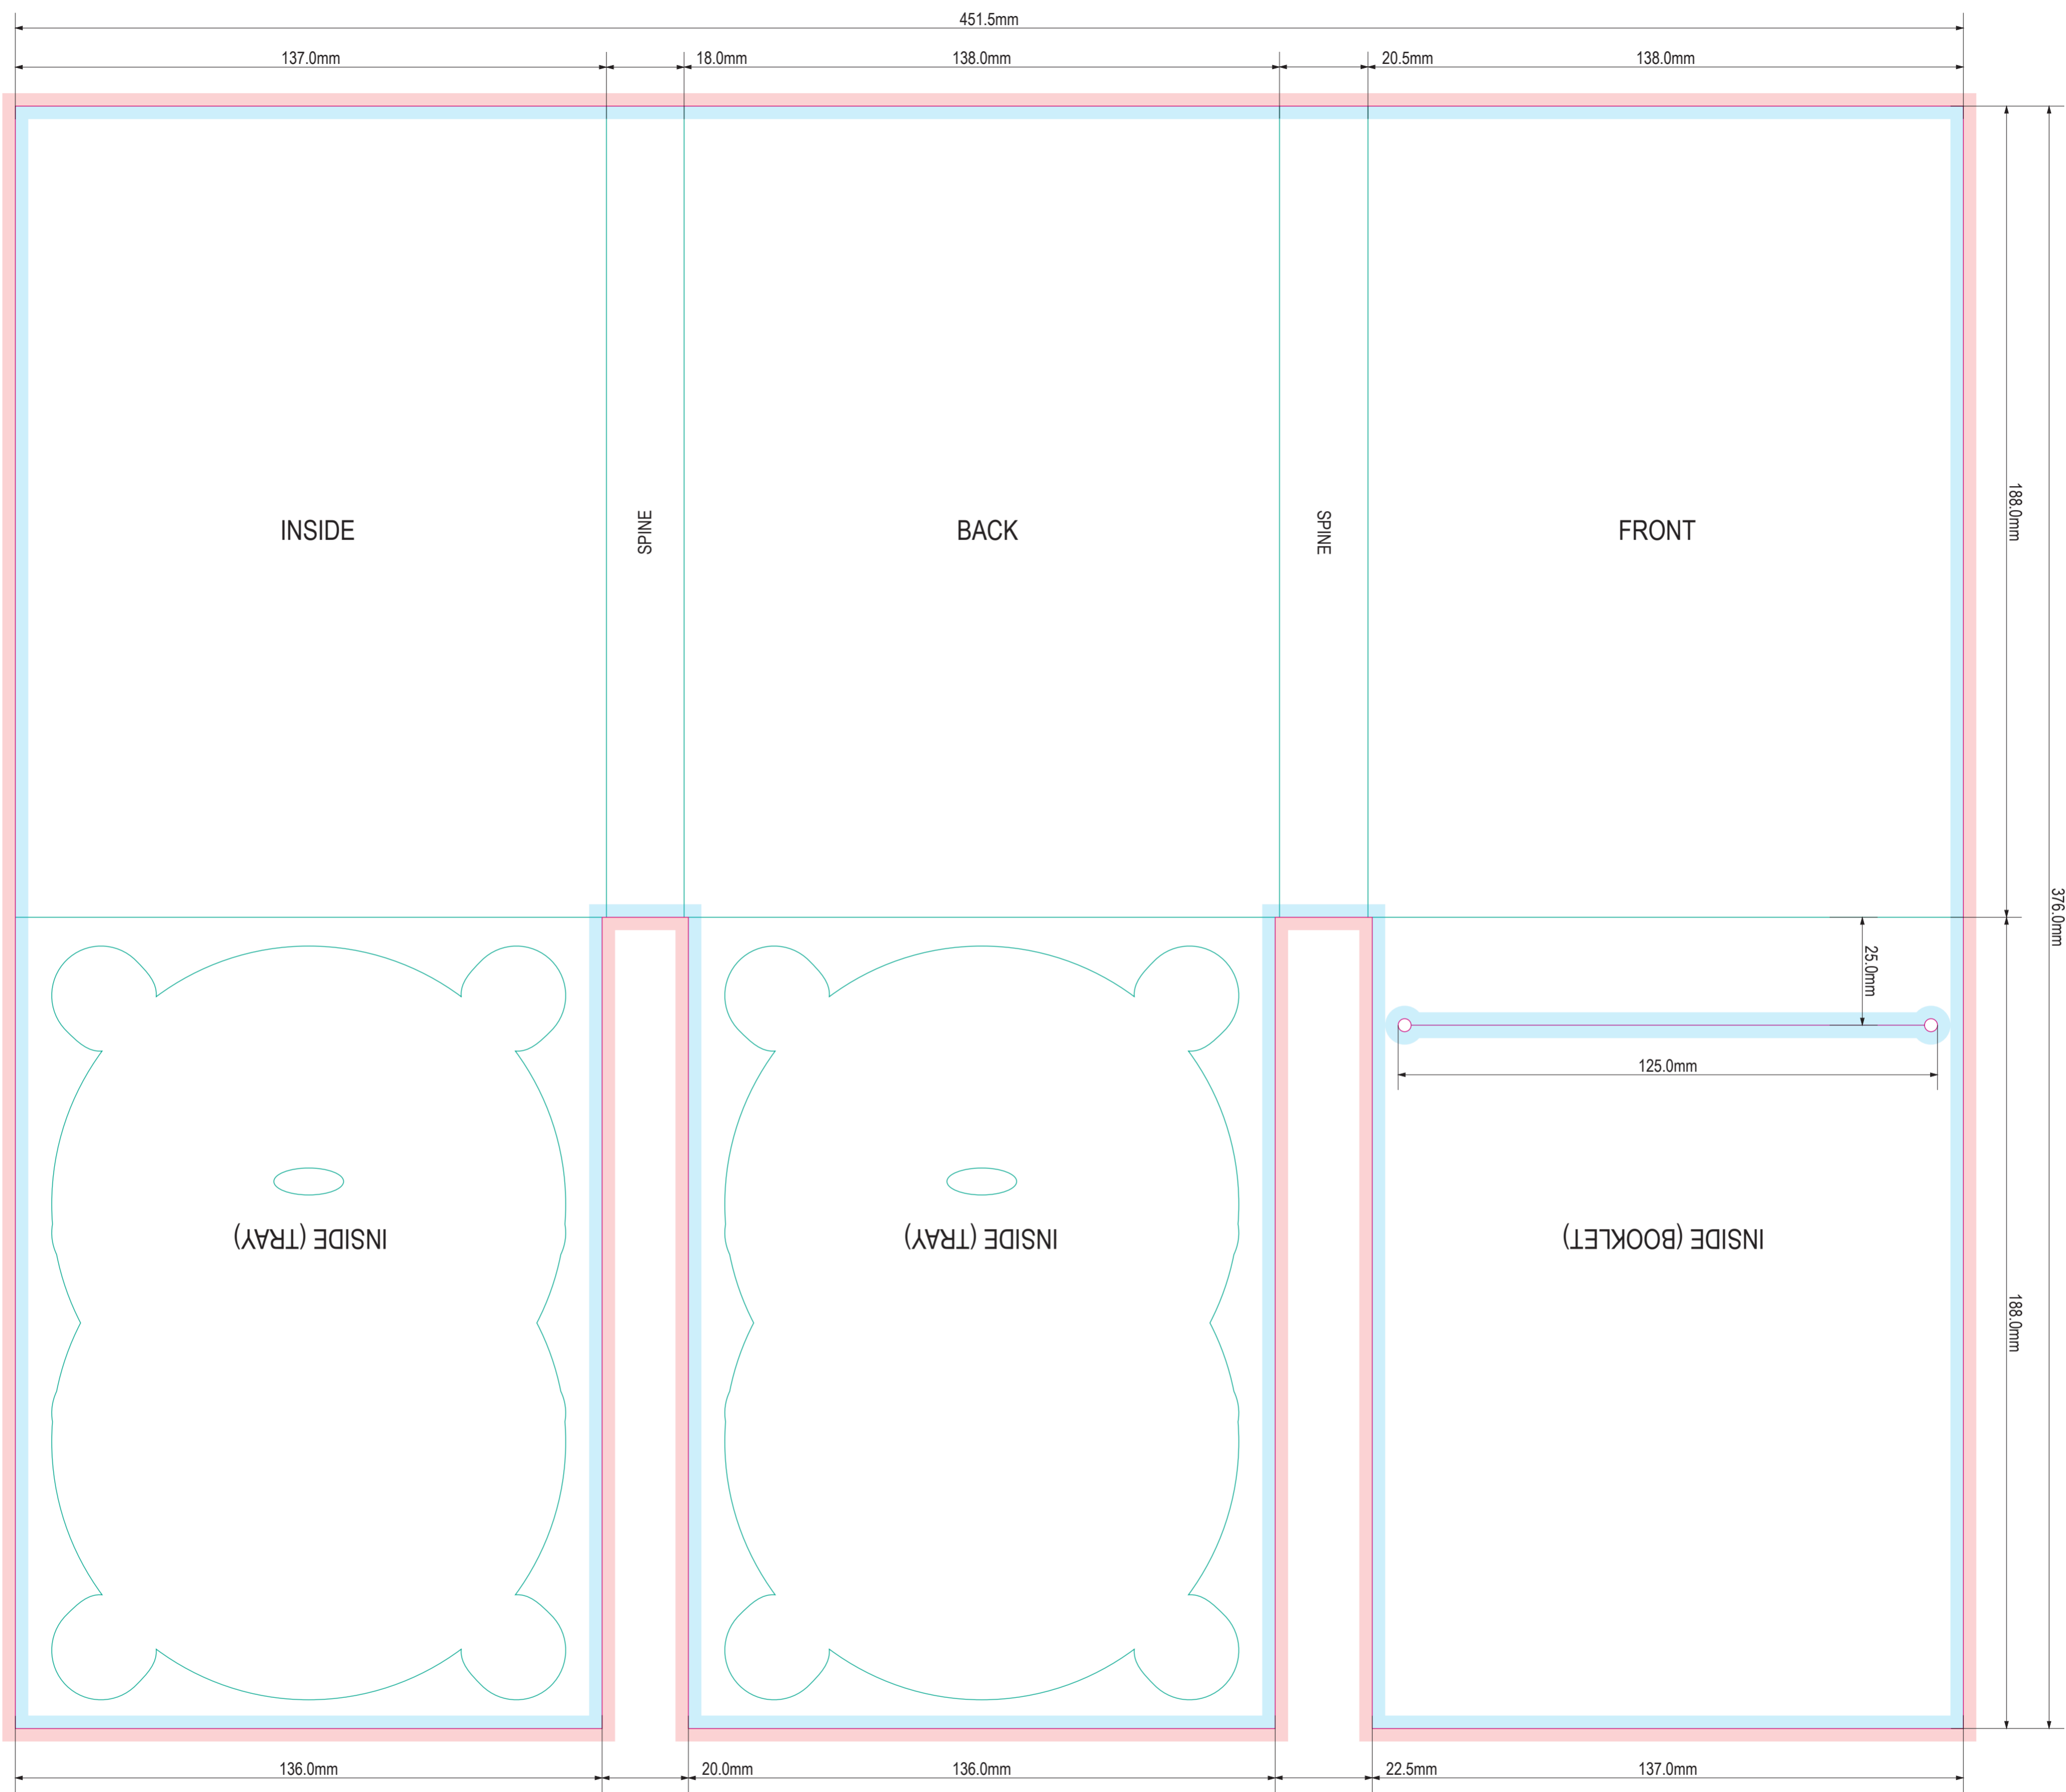 451.5mm
137.0mm
18.0mm
138.0mm
20.5mm
138.0mm
INSIDE
SPINE
BACK
SPINE
FRONT
188.0mm
376.0mm
25.0mm
125.0mm
INSIDE (TRAY)
INSIDE (TRAY)
INSIDE (BOOKLET)
188.0mm
136.0mm
20.0mm
136.0mm
22.5mm
137.0mm